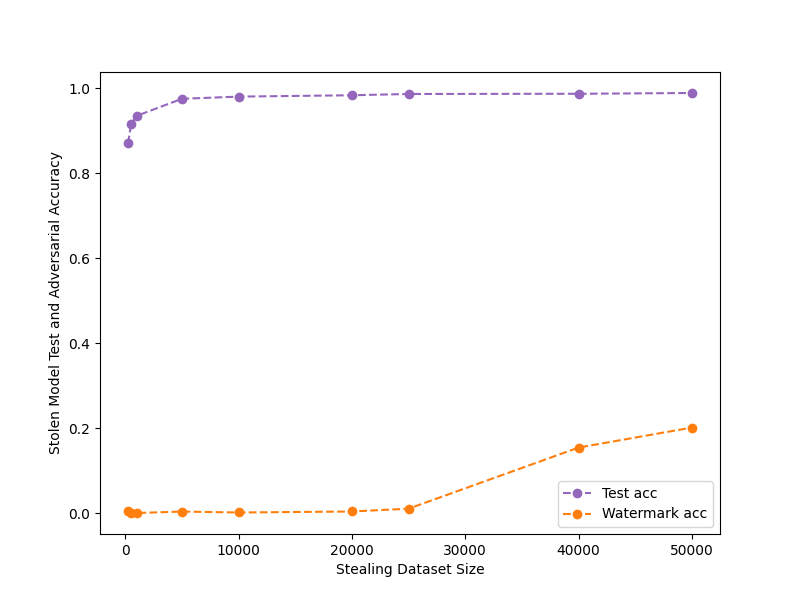 1.0
0.8
0.6
0.4
0.2
0.0
Stolen Model Test and Adversarial Accuracy
Test acc
Watermark acc
0 10000 20000 30000 40000 50000
Stealing Dataset Size